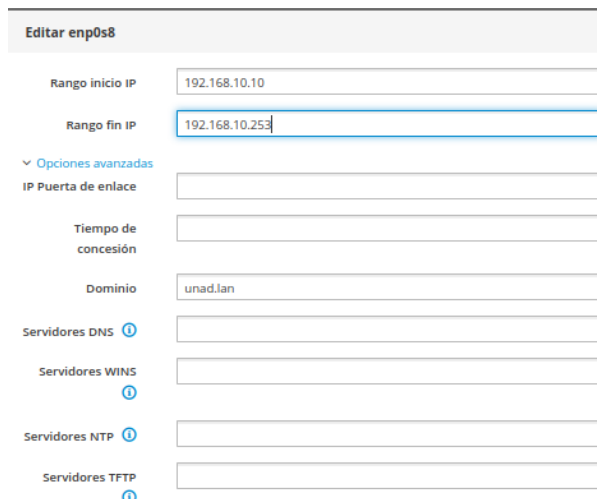 Editar enp0s8
Rango inicio IP 192.168.10.10
Rango fin IP 192.168.10.253
Opciones avanzadas
IP Puerta de enlace
Tiempo de
concesión
Dominio unad.lan
Servidores DNS
Servidores WINS
Servidores NTP
Servidores TFTP